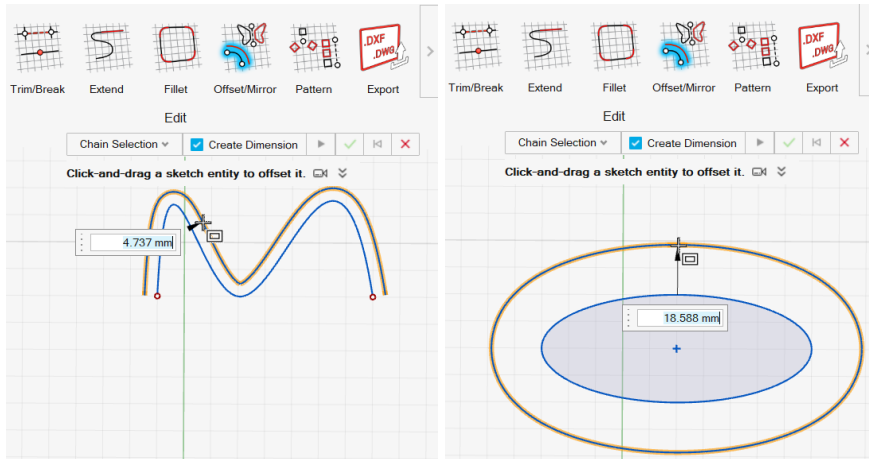 .DXF
.DWG
Trim/Break Extend Fillet Offset/Mirror Pattern Export
Edit
Chain Selection Create Dimension
Click-and-drag a sketch entity to offset it.
4.737 mm
.DXF
.DWG
Trim/Break Extend Fillet Offset/Mirror Pattern Export
Edit
Chain Selection Create Dimension
Click-and-drag a sketch entity to offset it.
18.588 mm